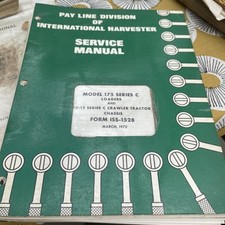 PAY LINE DIVISION
OF
INTERNATIONAL HARVESTER
SERVICE
MANUAL
MODEL 175 SERIES C
LOADERS
AND
SERIES C CRAWLER TRACTOR
CHASSIS
FORM ISS-1528
MARCH, 1972